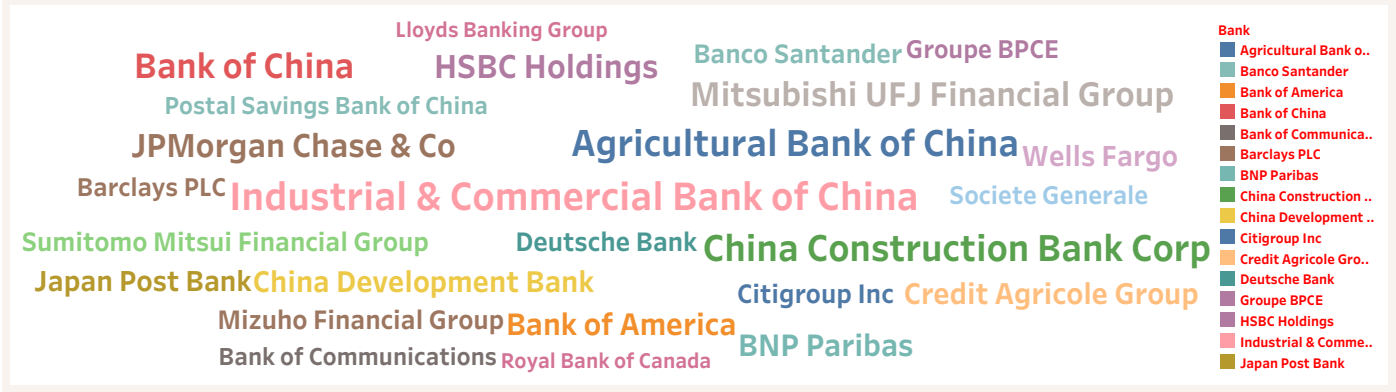 Lloyds Banking Group
Bank of China
HSBC Holdings
Banco Santander
Groupe BPCE
Postal Savings Bank of China
Mitsubishi UFJ Financial Group
JPMorgan Chase & Co
Agricultural Bank of China
Wells Fargo
Barclays PLC
Industrial & Commercial Bank of China
Societe Generale
Sumitomo Mitsui Financial Group
Deutsche Bank
China Construction Bank Corp
Japan Post Bank
China Development Bank
Citigroup Inc
Credit Agricole Group
Mizuho Financial Group
Bank of America
BNP Paribas
Bank of Communications
Royal Bank of Canada
Bank
Agricultural Bank o..
Banco Santander
Bank of America
Bank of China
Bank of Communica..
Barclays PLC
BNP Paribas
China Construction ..
China Development ..
Citigroup Inc
Credit Agricole Gro..
Deutsche Bank
Groupe BPCE
HSBC Holdings
Industrial & Comme..
Japan Post Bank